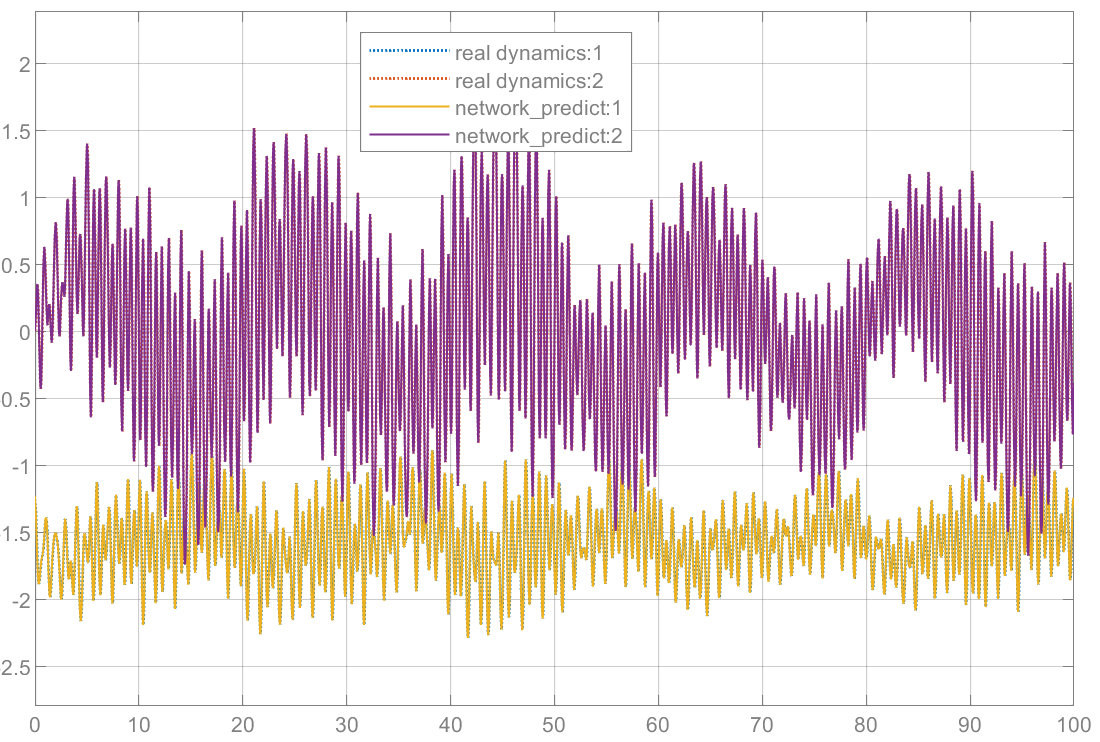 real dynamics:1
real dynamics:2
network_predict:1
network_predict:2
2
1.5
1
0.5
0
0.5
-1
1.5
-2
2.5
0 10 20 30 40 50 60 70 80 90 100